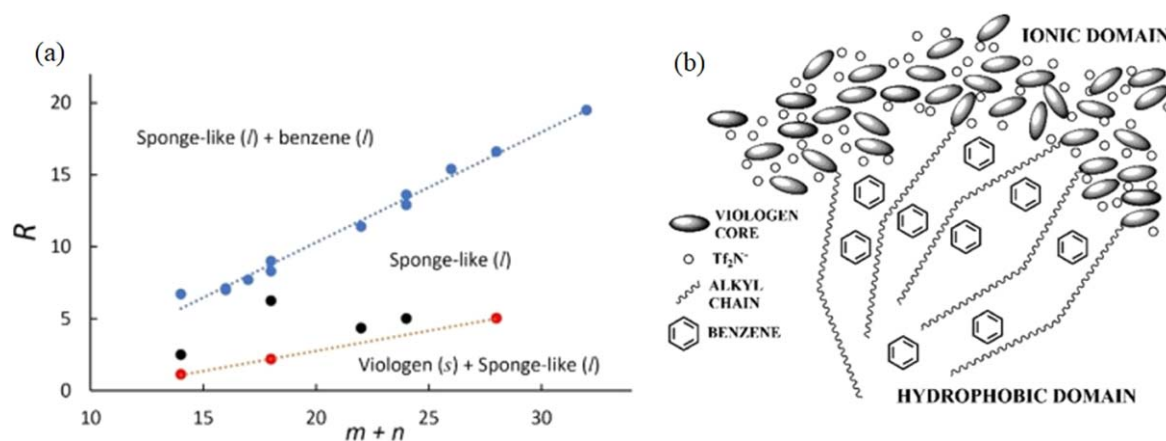 (a)
20
15
10
5
0
R
Sponge-like (l) + benzene (l)
Sponge-like (l)
Viologen (s) + Sponge-like (l)
10 15 20 25 30
m + n
(b)
IONIC DOMAIN
VIOLOGEN
CORE
Tf₂N⁻
ALKYL
CHAIN
BENZENE
HYDROPHOBIC DOMAIN